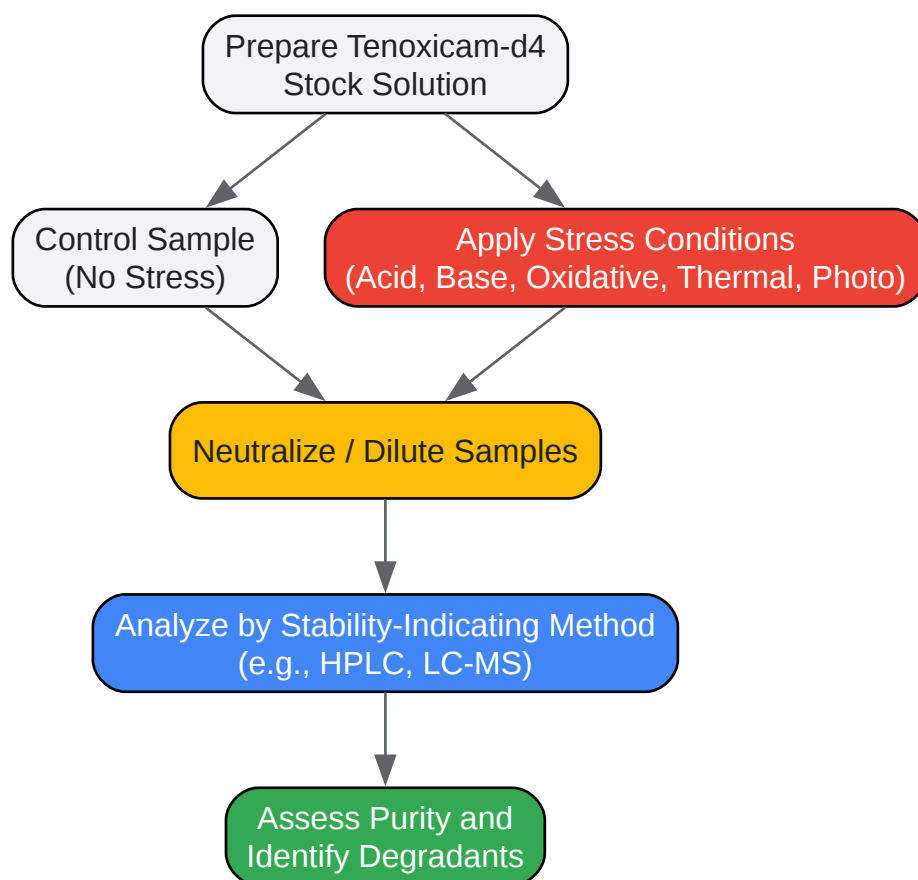 Prepare Tenoxicam-d4
Stock Solution
Control Sample
(No Stress)
Apply Stress Conditions
(Acid, Base, Oxidative, Thermal, Photo)
Neutralize / Dilute Samples
Analyze by Stability-Indicating Method
(e.g., HPLC, LC-MS)
Assess Purity and
Identify Degradants